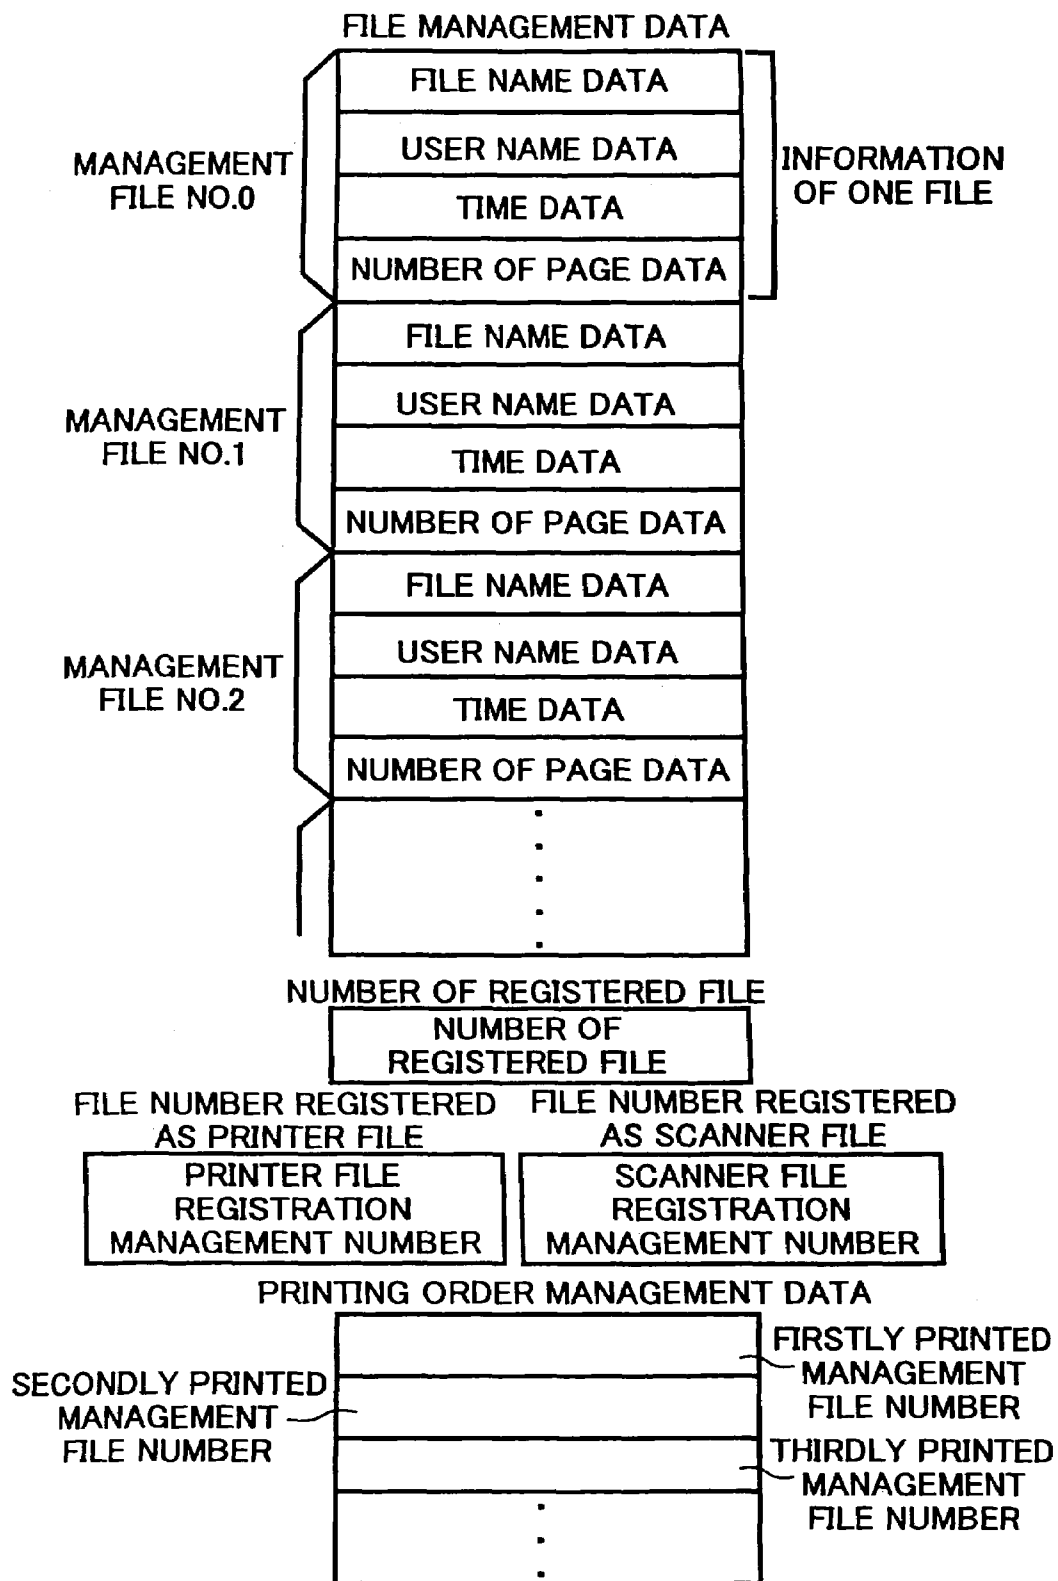 FILE MANAGEMENT DATA
FILE NAME DATA
USER NAME DATA
TIME DATA
NUMBER OF PAGE DATA
MANAGEMENT
FILE NO.0
INFORMATION
OF ONE FILE
FILE NAME DATA
USER NAME DATA
TIME DATA
NUMBER OF PAGE DATA
MANAGEMENT
FILE NO.1
FILE NAME DATA
USER NAME DATA
TIME DATA
NUMBER OF PAGE DATA
MANAGEMENT
FILE NO.2
NUMBER OF REGISTERED FILE
NUMBER OF
REGISTERED FILE
FILE NUMBER REGISTERED
AS PRINTER FILE
PRINTER FILE
REGISTRATION
MANAGEMENT NUMBER
FILE NUMBER REGISTERED
AS SCANNER FILE
SCANNER FILE
REGISTRATION
MANAGEMENT NUMBER
PRINTING ORDER MANAGEMENT DATA
FIRSTLY PRINTED
MANAGEMENT
FILE NUMBER
SECONDLY PRINTED
MANAGEMENT
FILE NUMBER
THIRDLY PRINTED
MANAGEMENT
FILE NUMBER